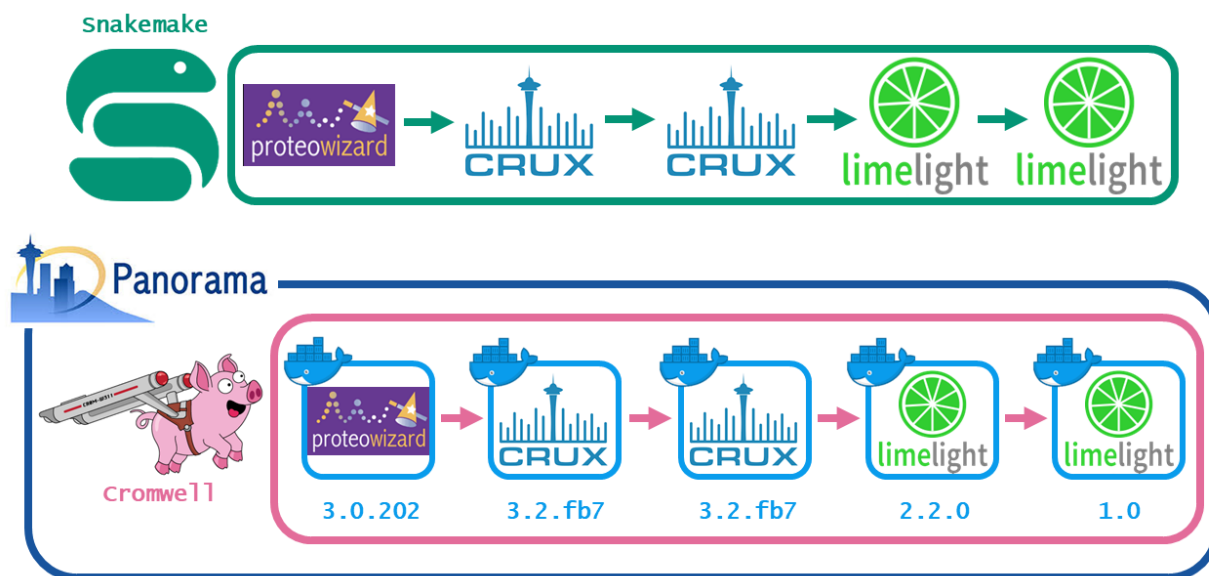 Snakemake
proteowizard
CRUX
CRUX
limelight
limelight
Panorama
proteowizard
CRUX
CRUX
limelight
limelight
Cromwell
3.0.202
3.2.fb7
3.2.fb7
2.2.0
1.0